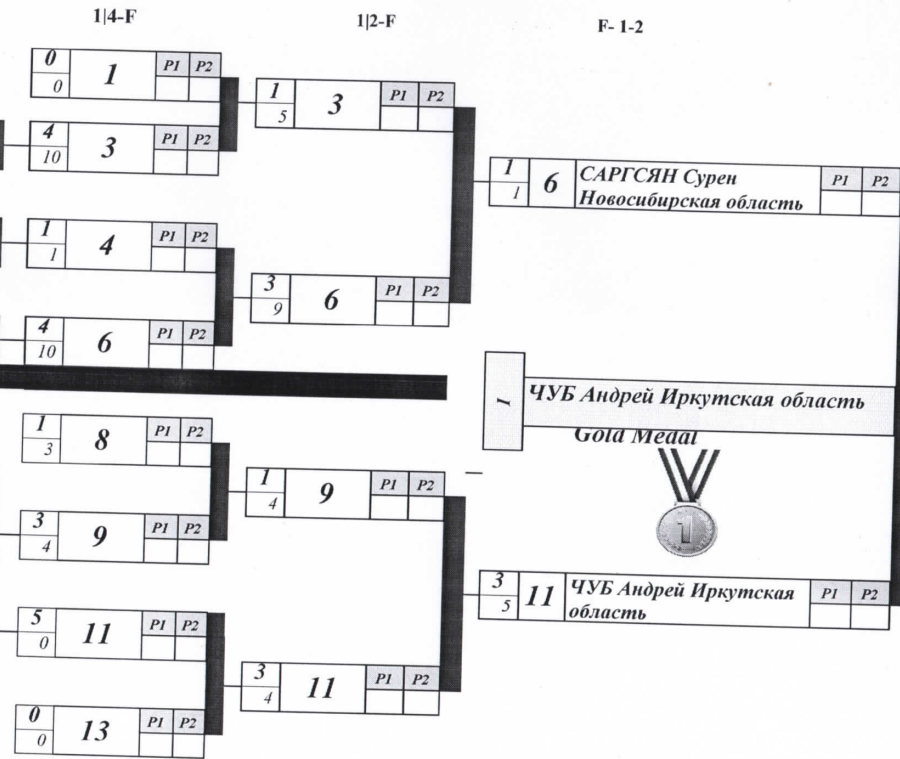 1|4-F 1|2-F F- 1-2
0 1 P1 P2
0
1 3 P1 P2
5
4 3 P1 P2
10
1 6 САРГСЯН Сурен P1 P2
1 Новосибирская область
1 4 P1 P2
1
3 6 P1 P2
9
4 6 P1 P2
10
I ЧУБ Андрей Иркутская область
Gold Medal
1 8 P1 P2
3
1 9 P1 P2
4
1
3 9 P1 P2
4
3 11 ЧУБ Андрей Иркутская P1 P2
5 область
5 11 P1 P2
0
3 11 P1 P2
4
0 13 P1 P2
0